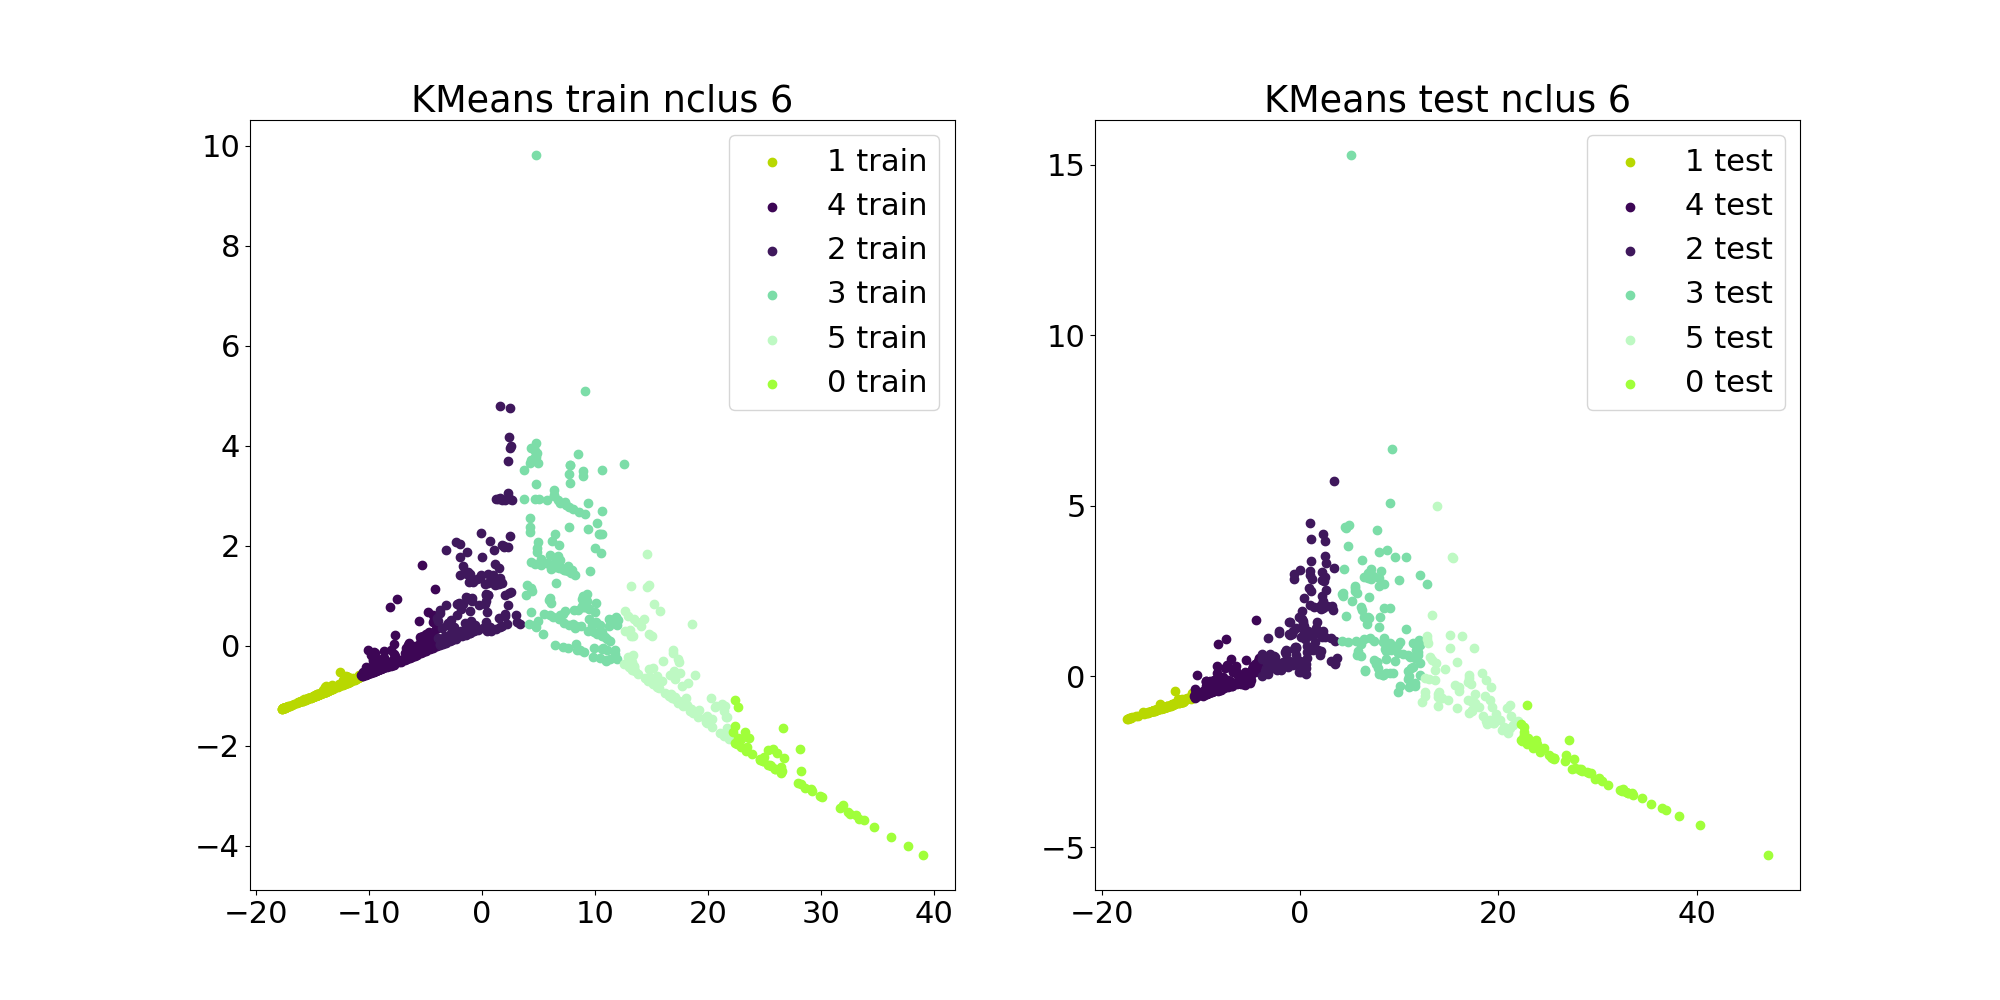 KMeans train nclus 6
10
8
6
4
2
0
−2
−4
−20
−10
0
10
20
30
40
1 train
4 train
2 train
3 train
5 train
0 train
KMeans test nclus 6
15
10
5
0
−5
−20
0
20
40
1 test
4 test
2 test
3 test
5 test
0 test